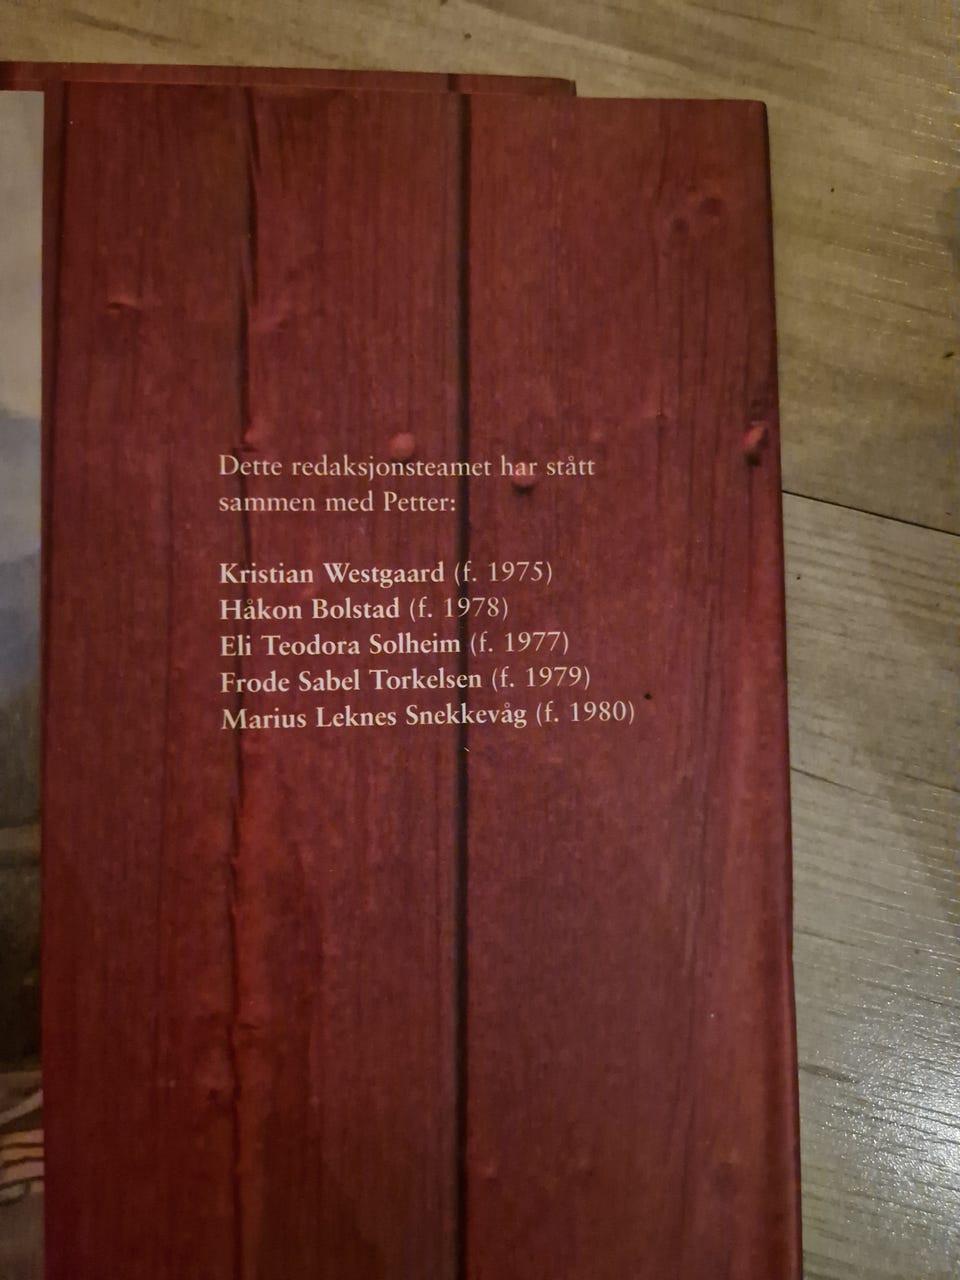 Dette redaksjonsteamet har stått
sammen med Petter:
Kristian Westgaard (f. 1975)
Håkon Bolstad (f. 1978)
Eli Teodora Solheim (f. 1977)
Frode Sabel Torkelsen (f. 1979)
Marius Leknes Snekkevåg (f. 1980)